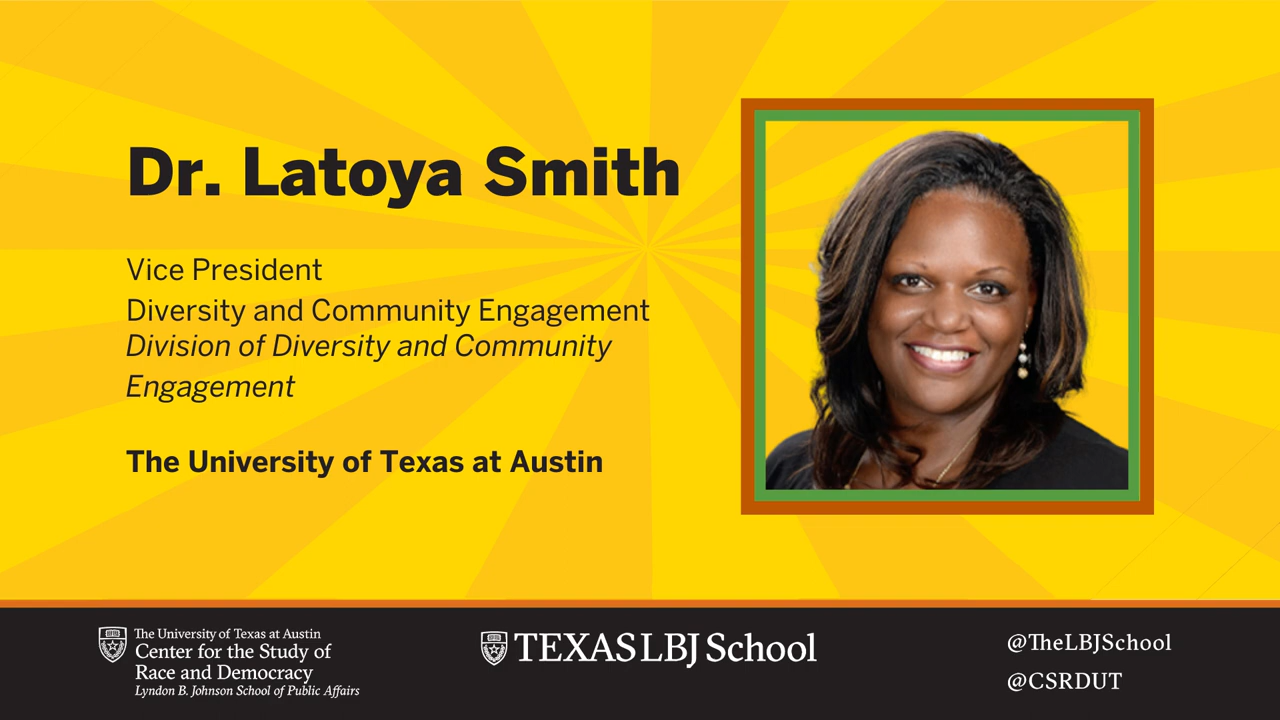 Dr. Latoya Smith
Vice President
Diversity and Community Engagement
Division of Diversity and Community
Engagement
The University of Texas at Austin
The University of Texas at Austin
Center for the Study of
Race and Democracy
Lyndon B. Johnson School of Public Affairs
TEXAS LBJ School
@TheLBJSchool
@CSRDUT